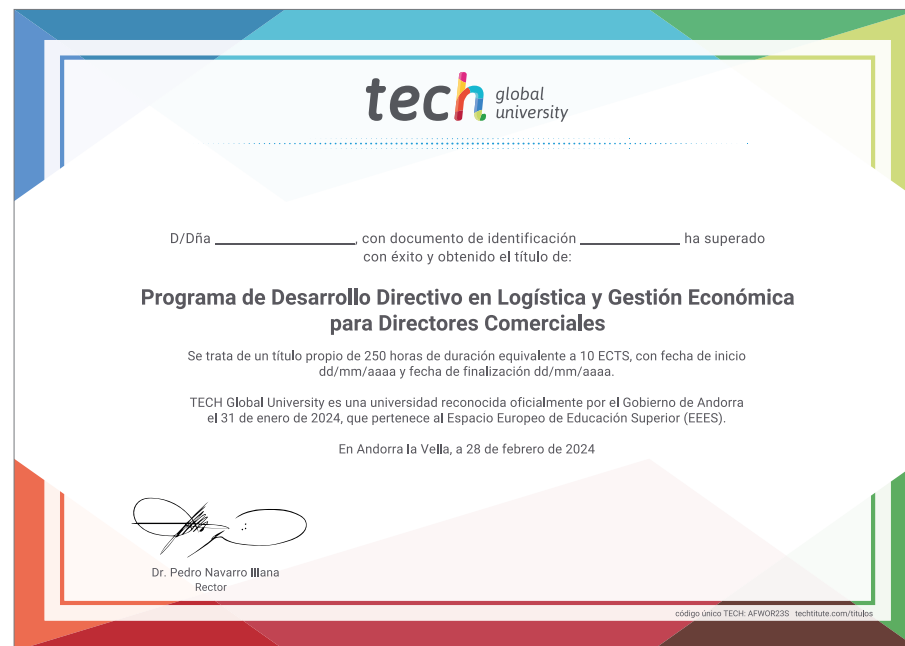 tech global university
D/Dña ______________, con documento de identificación __________ ha superado
con éxito y obtenido el título de:
Programa de Desarrollo Directivo en Logística y Gestión Económica
para Directores Comerciales
Se trata de un título propio de 250 horas de duración equivalente a 10 ECTS, con fecha de inicio
dd/mm/aaaa y fecha de finalización dd/mm/aaaa.
TECH Global University es una universidad reconocida oficialmente por el Gobierno de Andorra
el 31 de enero de 2024, que pertenece al Espacio Europeo de Educación Superior (EEES).
En Andorra la Vella, a 28 de febrero de 2024
Dr. Pedro Navarro Illana
Rector
código único TECH: AFWOR23S techtitute.com/titulos